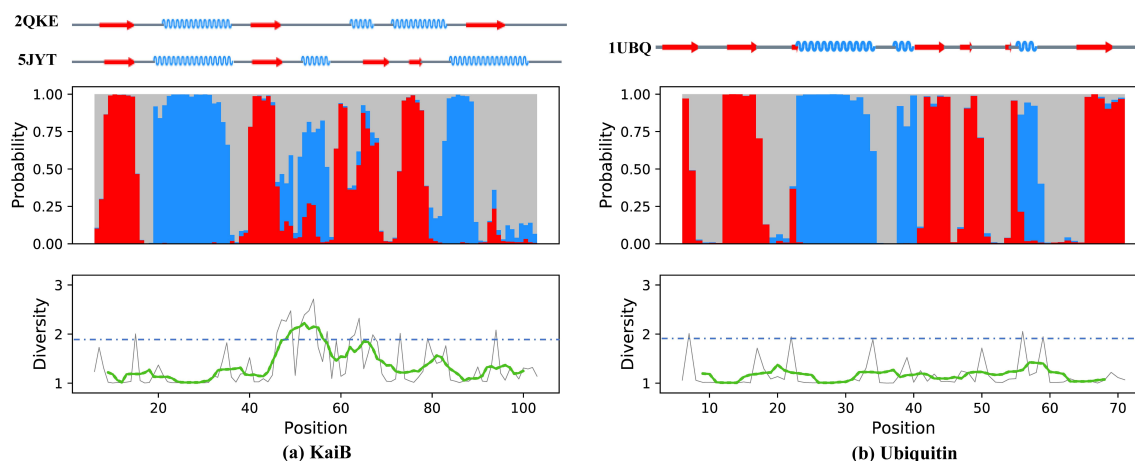 2QKE
5JYT
1.00
0.75
0.50
0.25
0.00
Probability
3
2
1
Diversity
20 40 60 80 100
Position
(a) KaiB
1UBQ
1.00
0.75
0.50
0.25
0.00
Probability
3
2
1
Diversity
10 20 30 40 50 60 70
Position
(b) Ubiquitin